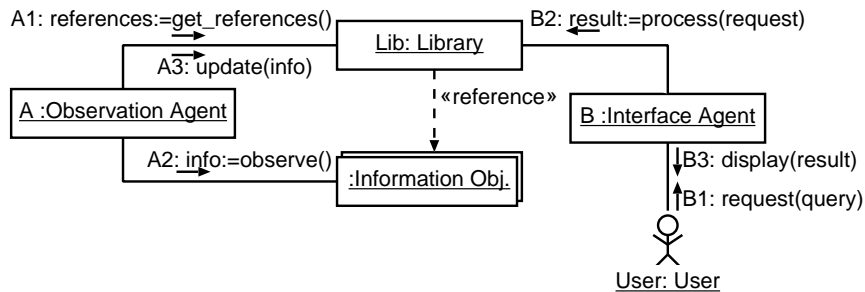 A1: references:=get_references()
B2: result:=process(request)
Lib: Library
A3: update(info)
«reference»
A :Observation Agent
B :Interface Agent
A2: info:=observe()
:Information Obj.
B3: display(result)
B1: request(query)
User: User